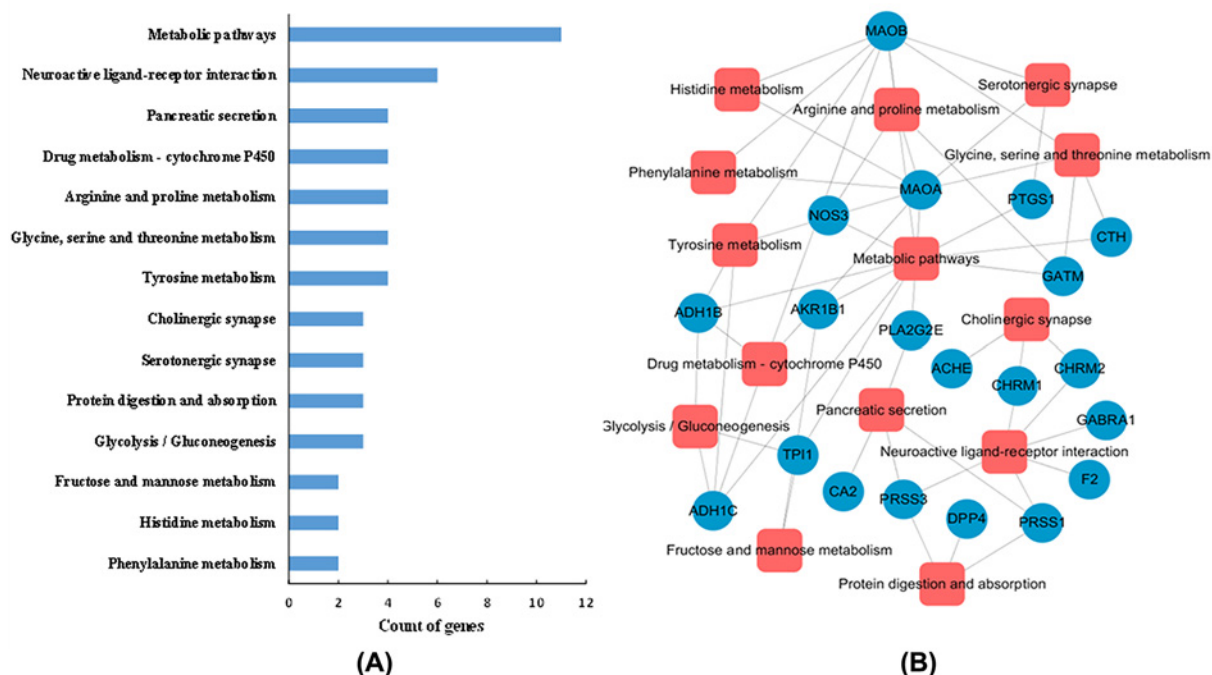 Metabolic pathways
Neuroactive ligand-receptor interaction
Pancreatic secretion
Drug metabolism - cytochrome P450
Arginine and proline metabolism
Glycine, serine and threonine metabolism
Tyrosine metabolism
Cholinergic synapse
Serotonergic synapse
Protein digestion and absorption
Glycolysis / Gluconeogenesis
Fructose and mannose metabolism
Histidine metabolism
Phenylalanine metabolism
0 2 4 6 8 10 12
Count of genes
(A)
MAOB
Histidine metabolism
Serotonergic synapse
Arginine and proline metabolism
Glycine, serine and threonine metabolism
Phenylalanine metabolism
MAOA
PTGS1
NOS3
CTH
Tyrosine metabolism
Metabolic pathways
GATM
ADH1B
AKR1B1
PLA2G2E
Cholinergic synapse
Drug metabolism - cytochrome P450
ACHE
CHRM1
CHRM2
Pancreatic secretion
GABRA1
Glycolysis / Gluconeogenesis
Neuroactive ligand-receptor interaction
TPI1
F2
CA2
PRSS3
ADH1C
DPP4
PRSS1
Fructose and mannose metabolism
Protein digestion and absorption
(B)